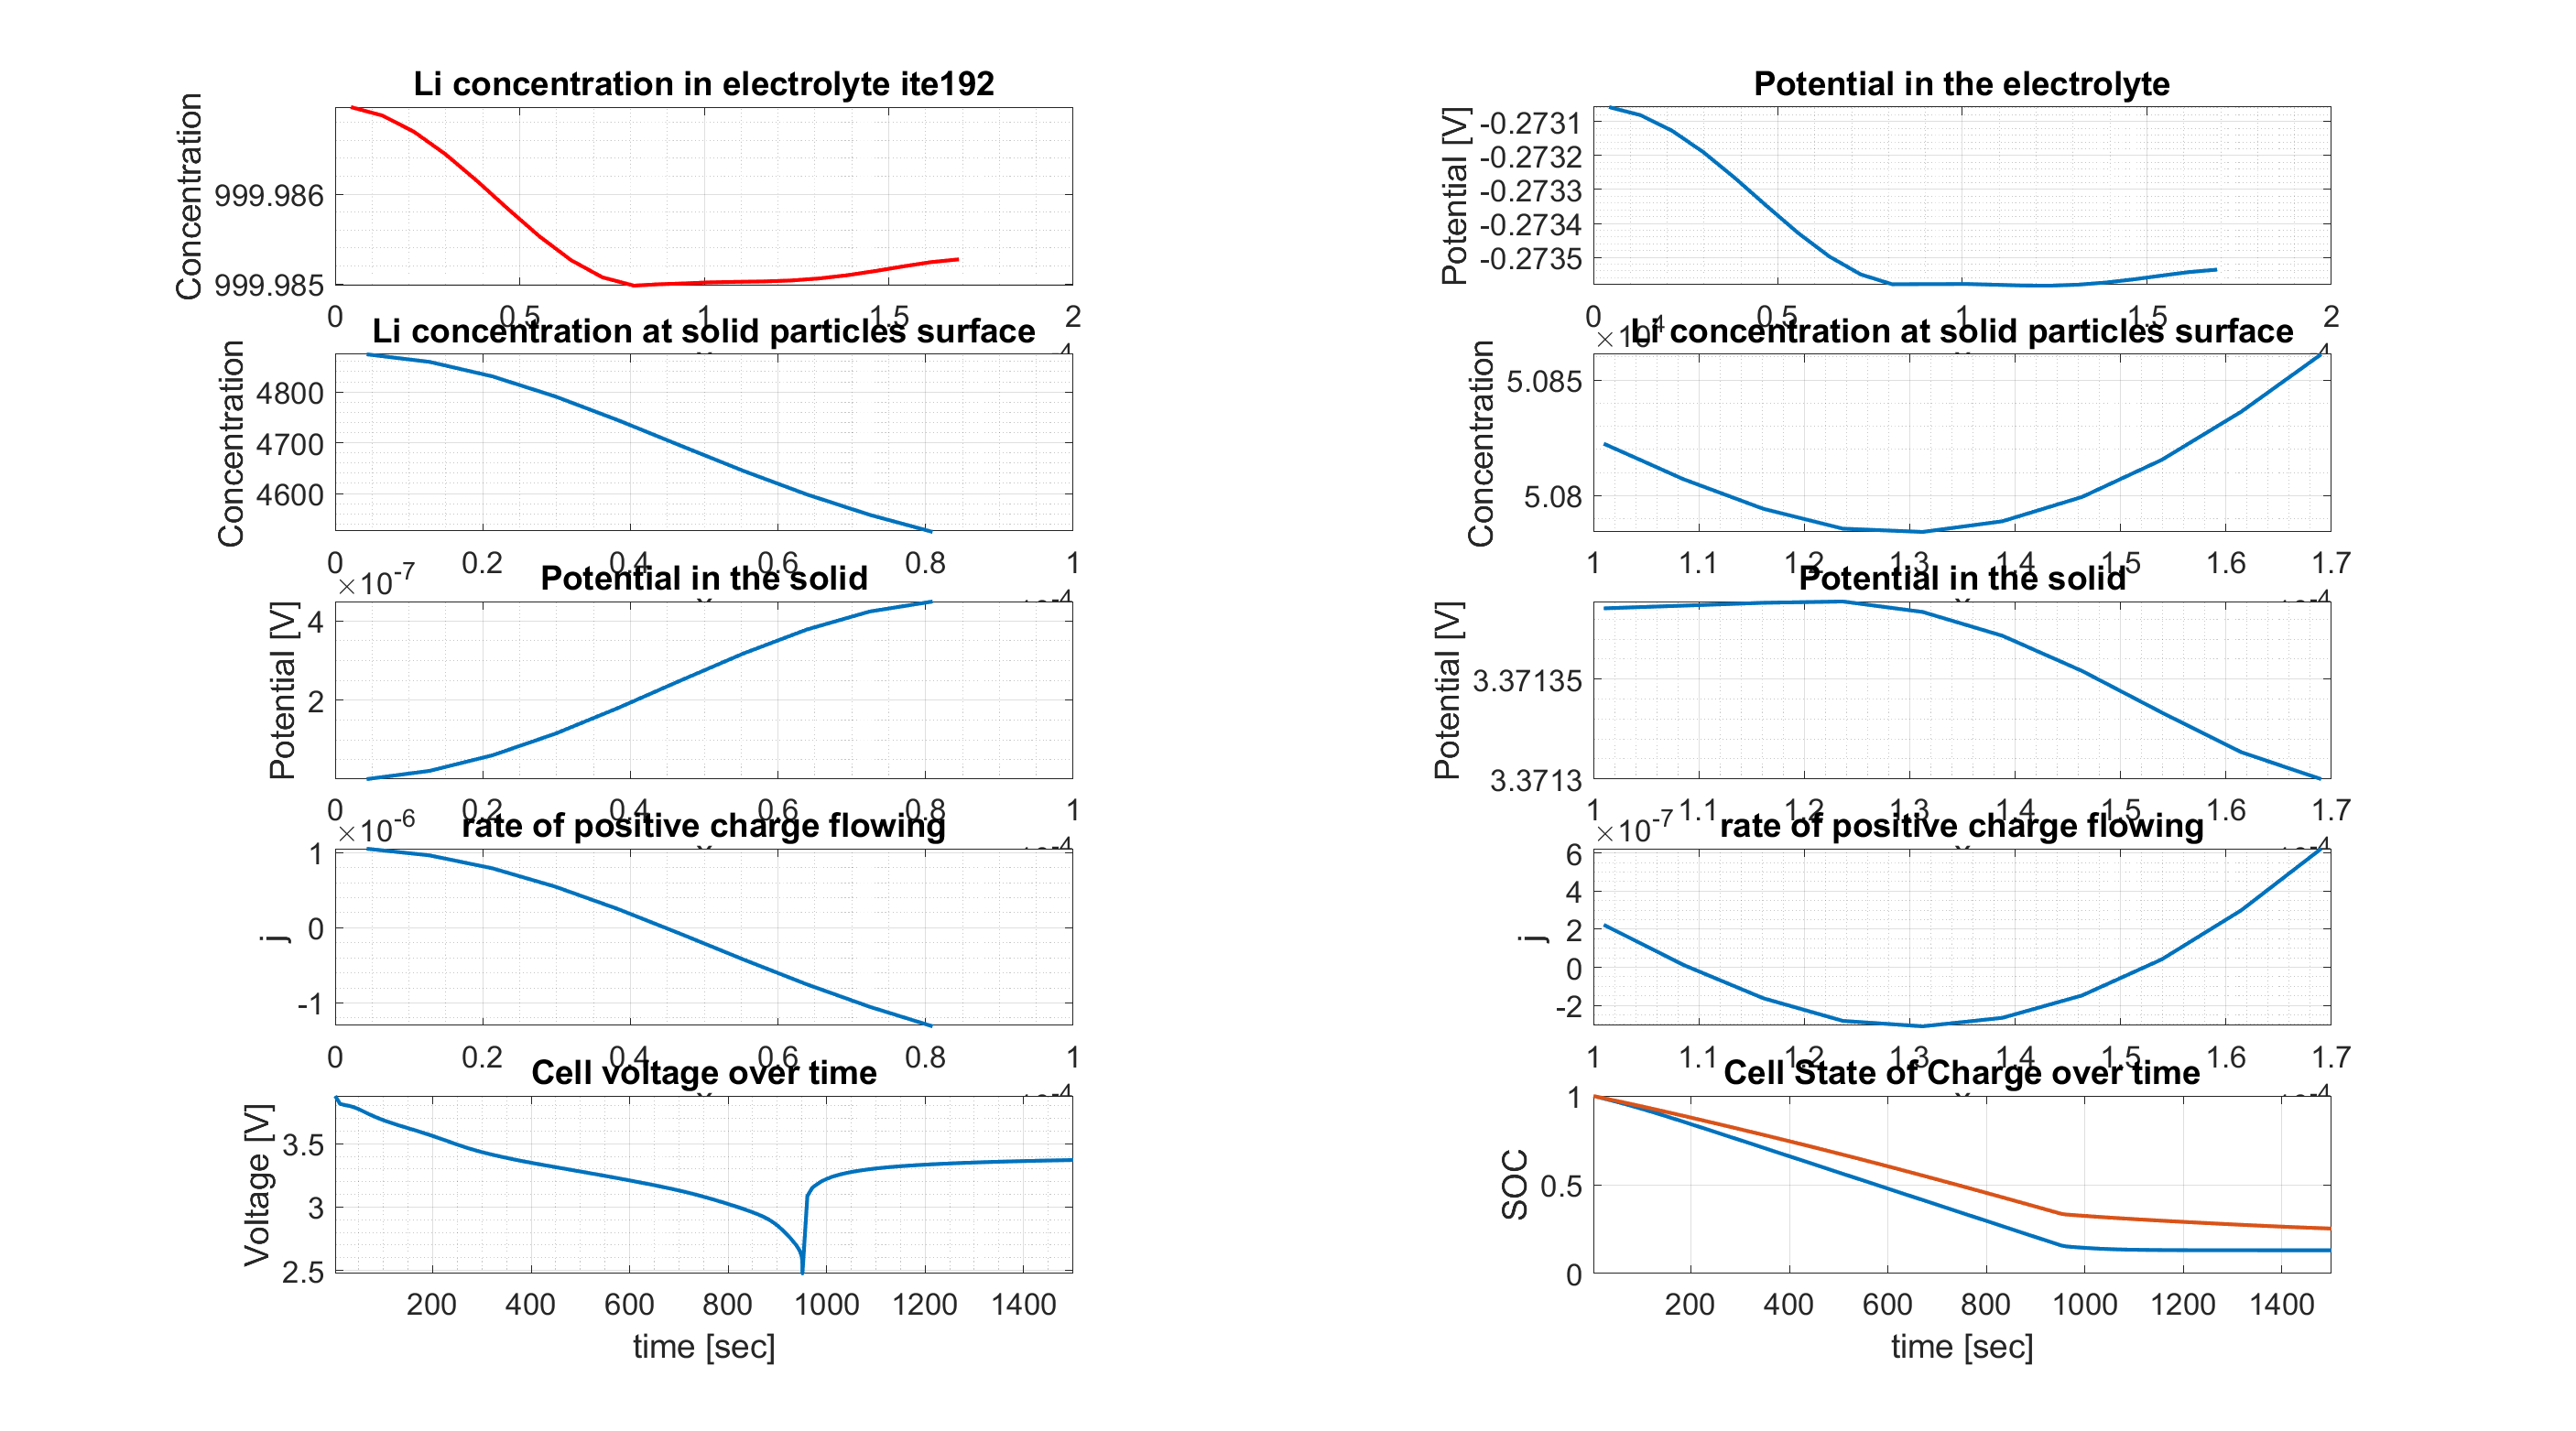 Li concentration in electrolyte ite192
Concentration
999.986
999.985
0 0.5 1 1.5 2
Potential in the electrolyte
Potential [V]
-0.2731
-0.2732
-0.2733
-0.2734
-0.2735
0 0.5 1 1.5 2
Li concentration at solid particles surface
Concentration
4800
4700
4600
0 0.2 0.4 0.6 0.8 1
×10⁴
Li concentration at solid particles surface
Concentration
5.085
5.08
1 1.1 1.2 1.3 1.4 1.5 1.6 1.7
×10⁻⁷
Potential in the solid
Potential [V]
4
2
0 0.2 0.4 0.6 0.8 1
Potential in the solid
Potential [V]
3.37135
3.3713
1 1.1 1.2 1.3 1.4 1.5 1.6 1.7
×10⁻⁶
rate of positive charge flowing
j
1
0
-1
0 0.2 0.4 0.6 0.8 1
×10⁻⁷
rate of positive charge flowing
j
6
4
2
0
-2
1 1.1 1.2 1.3 1.4 1.5 1.6 1.7
Cell voltage over time
Voltage [V]
3.5
3
2.5
200 400 600 800 1000 1200 1400
time [sec]
Cell State of Charge over time
SOC
1
0.5
0
200 400 600 800 1000 1200 1400
time [sec]